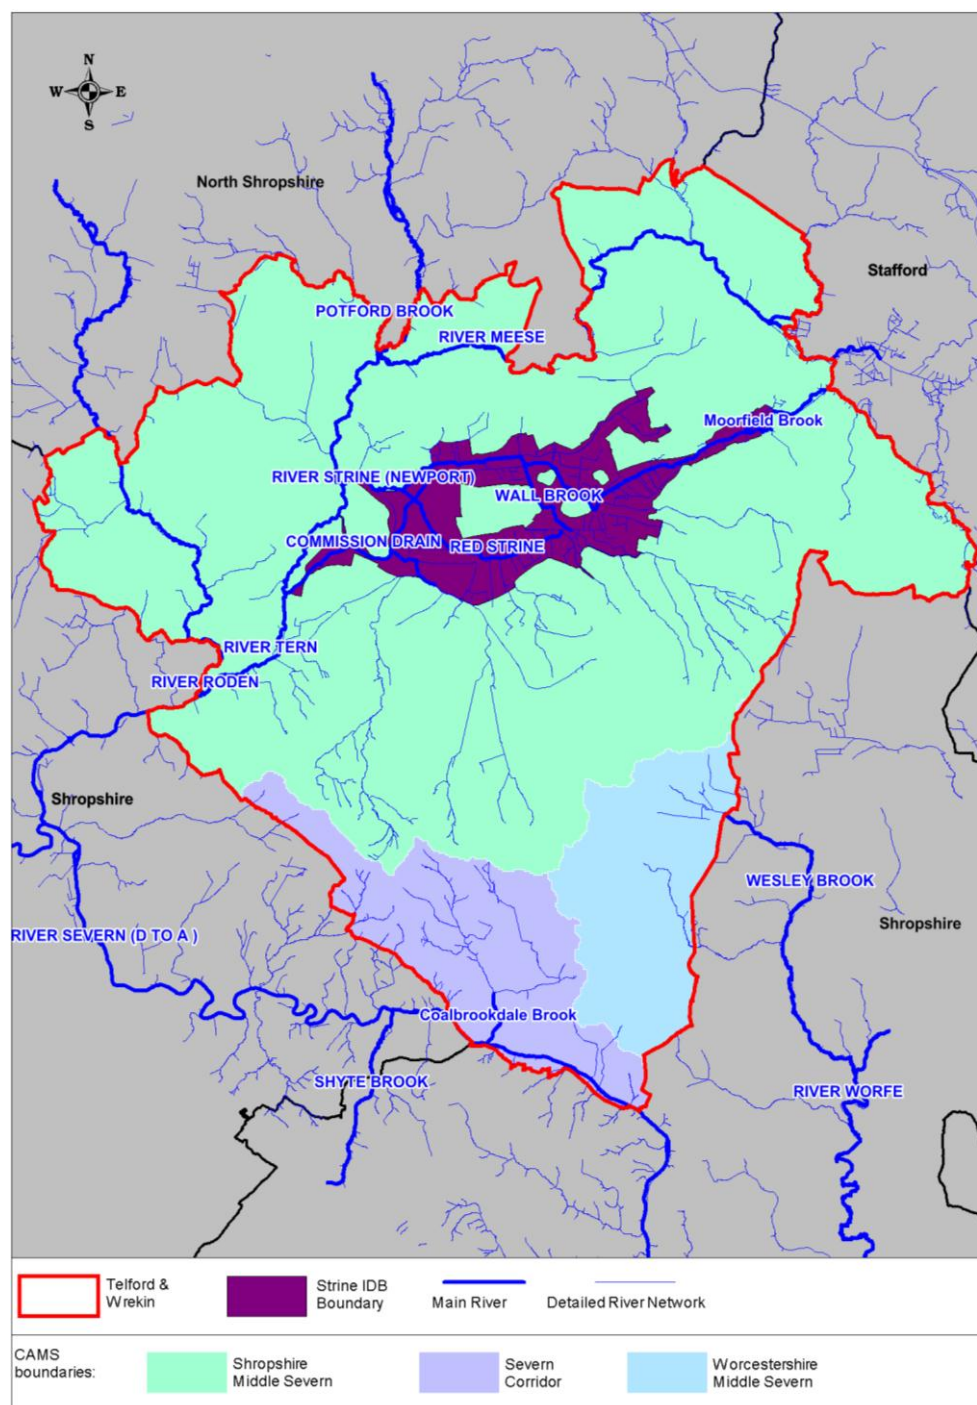 N
W E
S
North Shropshire
Stafford
POTFORD BROOK
RIVER MEESE
Moorfield Brook
RIVER STRINE (NEWPORT)
WALL BROOK
COMMISSION DRAIN
RED STRINE
RIVER TERN
RIVER RODEN
Shropshire
WESLEY BROOK
Shropshire
RIVER SEVERN (D TO A )
Coalbrookdale Brook
SHYTE BROOK
RIVER WORFE
Telford &
Wrekin
Strine IDB
Boundary
Main River
Detailed River Network
CAMS
boundaries:
Shropshire
Middle Severn
Severn
Corridor
Worcestershire
Middle Severn